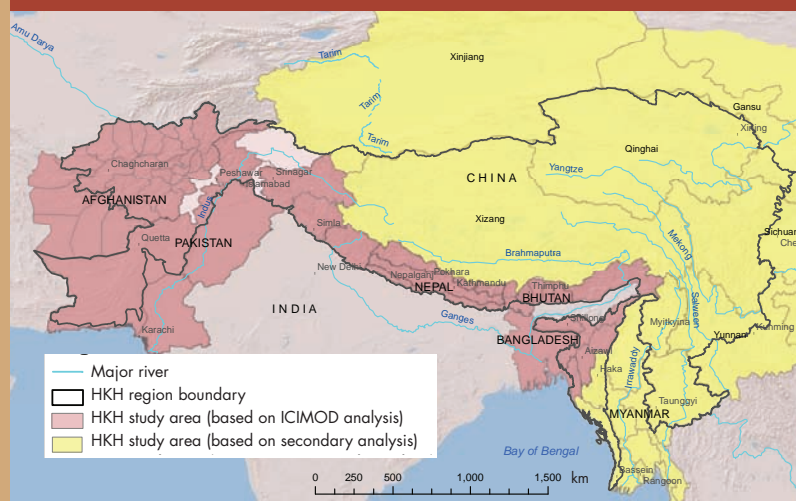 Amu Darya
Tarim
Xinjiang
Tarim
Gansu
Tarim
Xining
Qinghai
Chaghcharan
Peshawar
Srinagar
Islamabad
CHINA
Yangtze
AFGHANISTAN
Indus
Xizang
Simla
Sichuan
Quetta
PAKISTAN
Mekong
Che
Brahmaputra
New Delhi
Nepalganj
Pokhara
Kathmandu
NEPAL
Thimphu
BHUTAN
Salween
INDIA
Ganges
Shillong
Myitkyina
Karachi
BANGLADESH
Yunnan
Kunming
Aizawl
Haka
Irrawaddy
Taunggyi
MYANMAR
Major river
HKH region boundary
HKH study area (based on ICIMOD analysis)
HKH study area (based on secondary analysis)
Bay of Bengal
Bassein
Rangoon
0 250 500 1,000 1,500 km